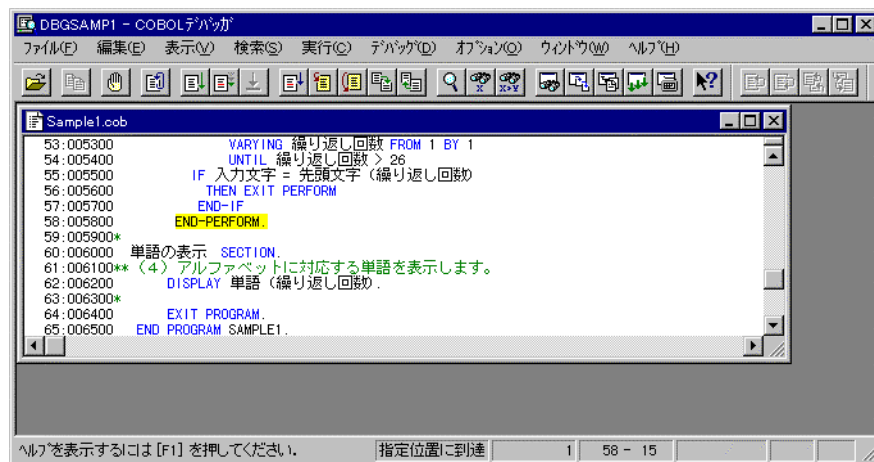 DBGSAMP1 - COBOLﾃﾞﾊﾞｯｶﾞ
ﾌｧｲﾙ(F) 編集(E) 表示(V) 検索(S) 実行(C) ﾃﾞﾊﾞｯｸﾞ(D) ｵﾌﾟｼｮﾝ(O) ｳｨﾝﾄﾞｳ(W) ﾍﾙﾌﾟ(H)
X X>Y
Sample1.cob
53:005300 VARYING 繰り返し回数 FROM 1 BY 1
54:005400 UNTIL 繰り返し回数 > 26
55:005500 IF 入力文字 = 先頭文字 (繰り返し回数)
56:005600 THEN EXIT PERFORM
57:005700 END-IF
58:005800 END-PERFORM.
59:005900*
60:006000 単語の表示 SECTION.
61:006100** (4) アルファベットに対応する単語を表示します。
62:006200 DISPLAY 単語 (繰り返し回数).
63:006300*
64:006400 EXIT PROGRAM.
65:006500 END PROGRAM SAMPLE1.
ﾍﾙﾌﾟを表示するには [F1] を押してください. 指定位置に到達 1 58 - 15